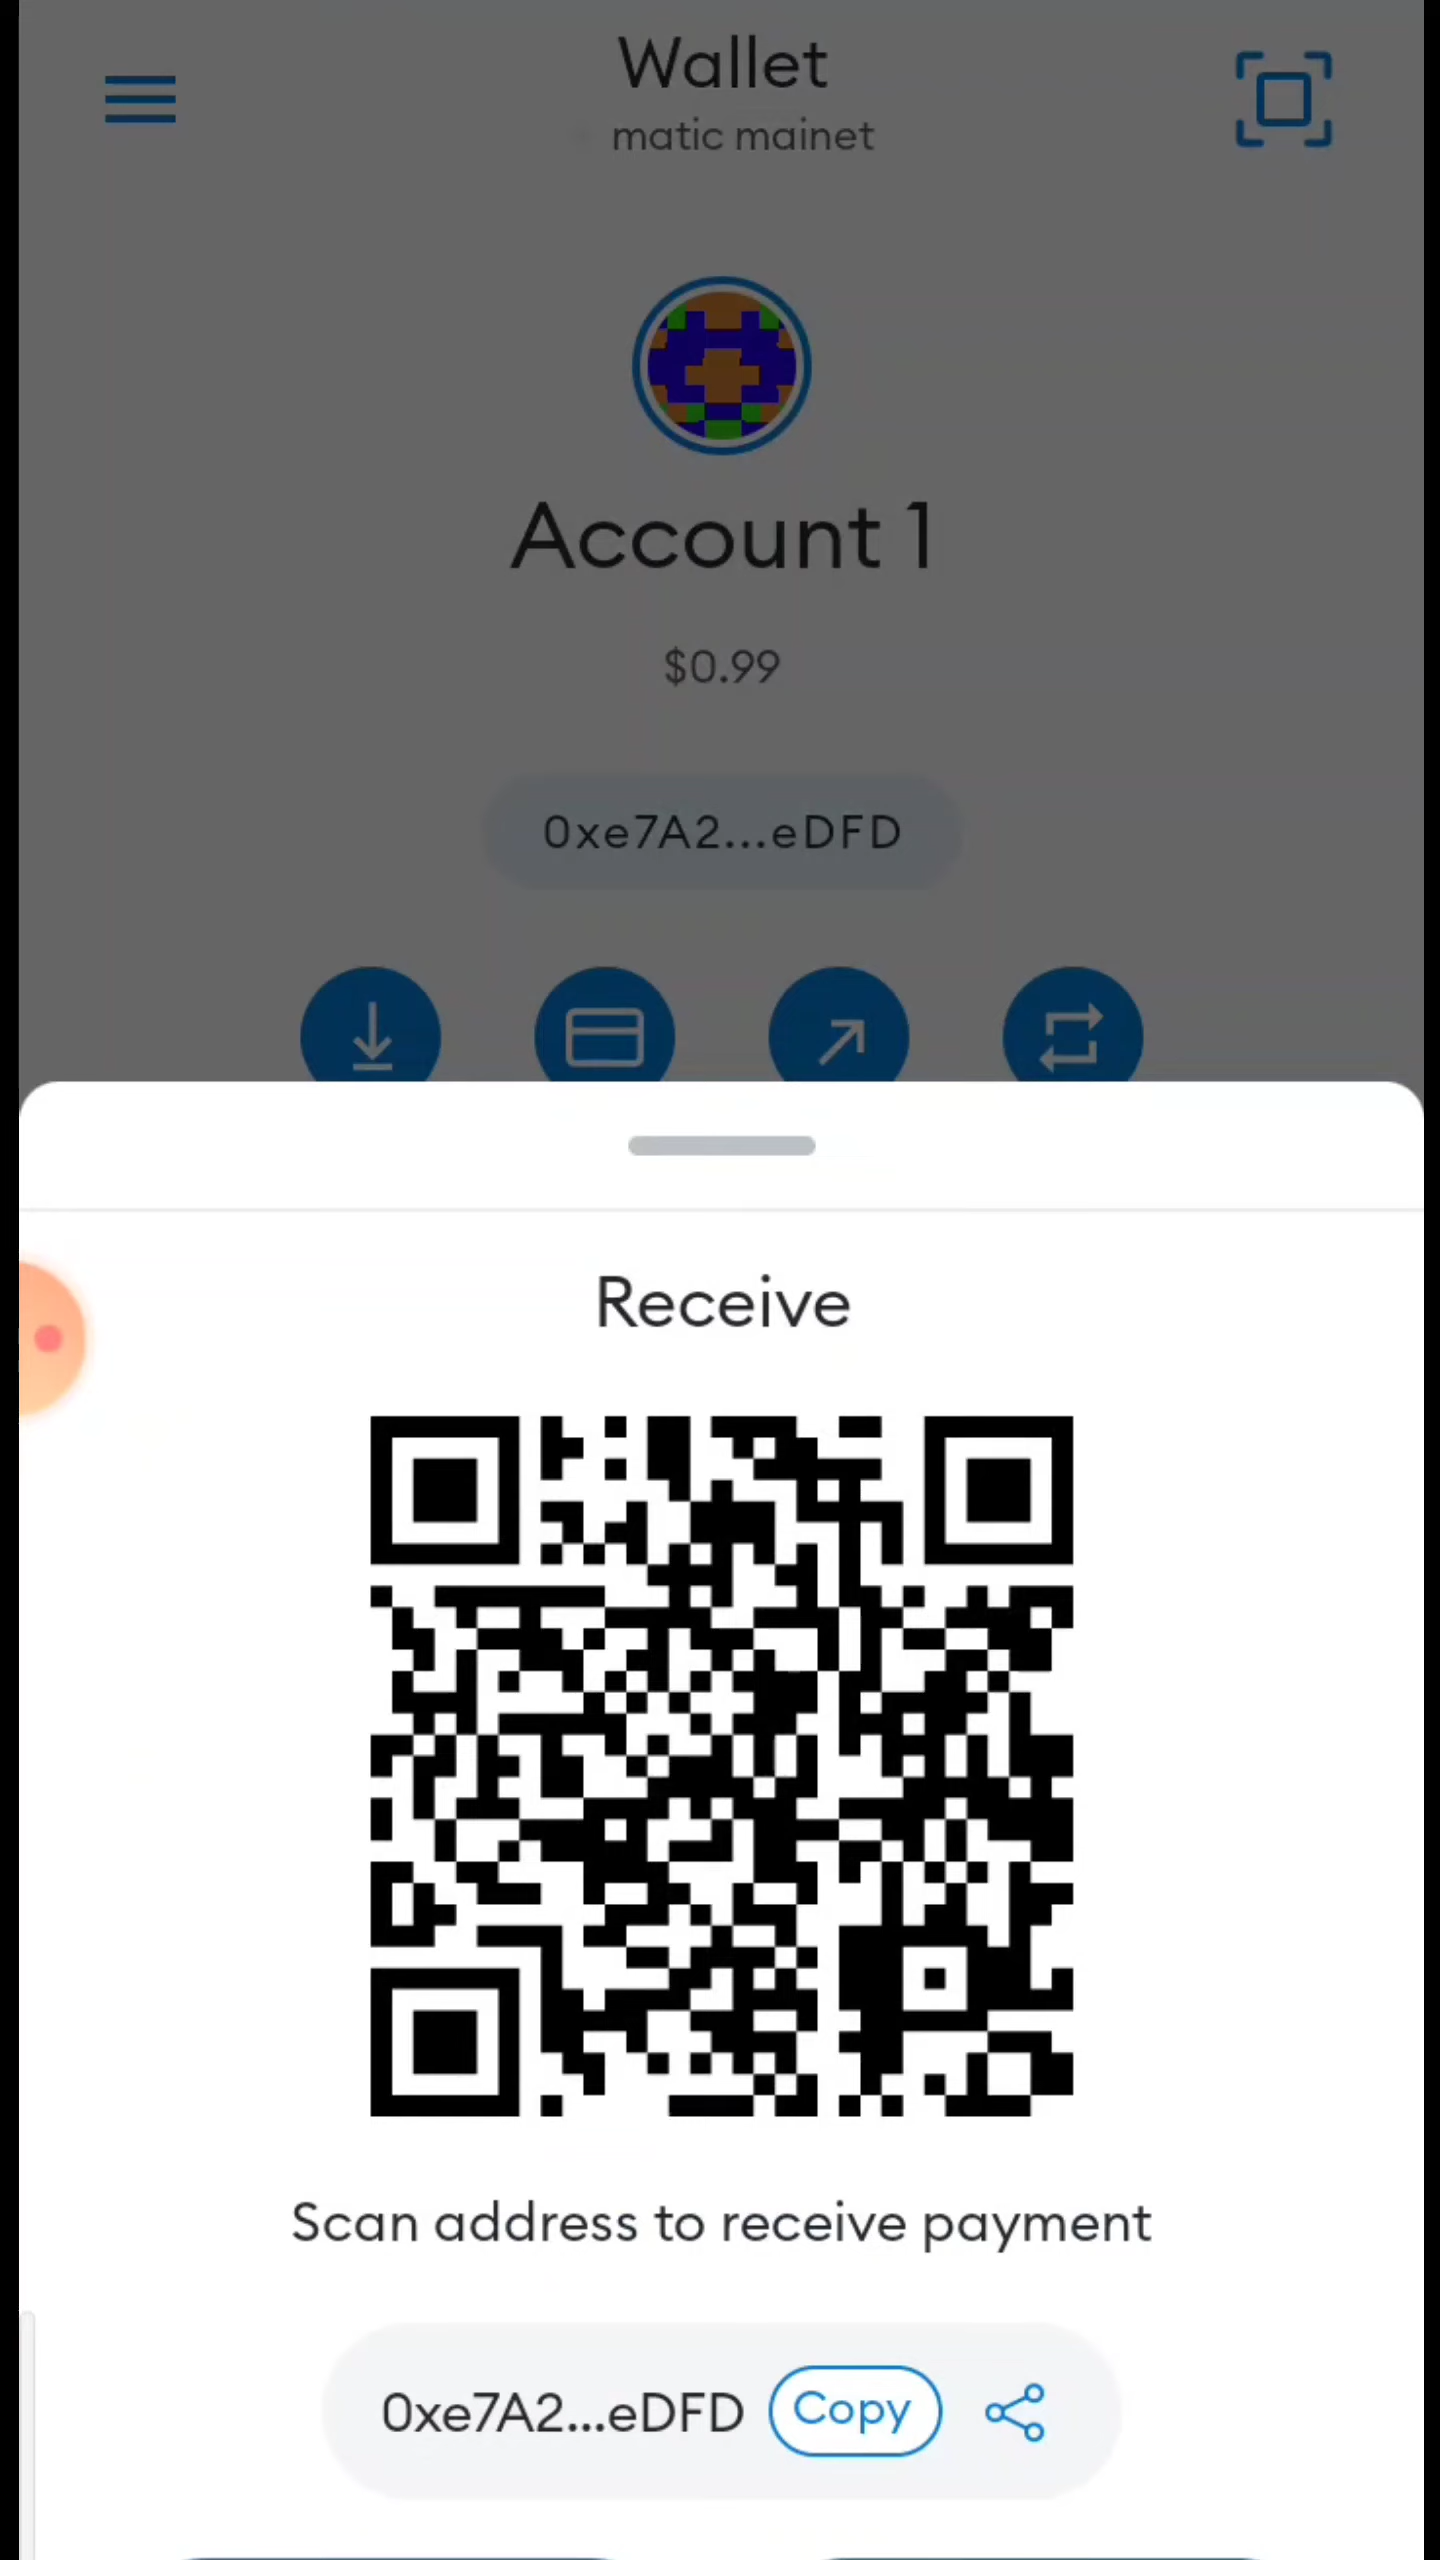 Wallet
matic mainet
Account 1
$0.99
0xe7A2...eDFD
Receive
Scan address to receive payment
0xe7A2...eDFD Copy